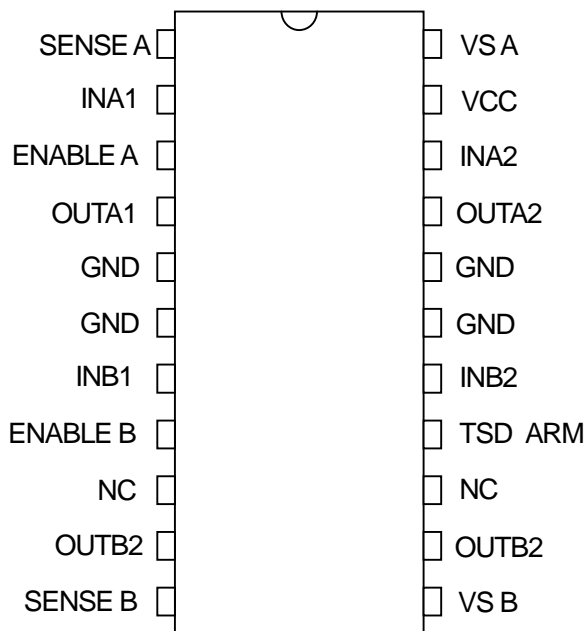 SENSE A VS A
INA1 VCC
ENABLE A INA2
OUTA1 OUTA2
GND GND
GND GND
INB1 INB2
ENABLE B TSD ARM
NC NC
OUTB2 OUTB2
SENSE B VS B